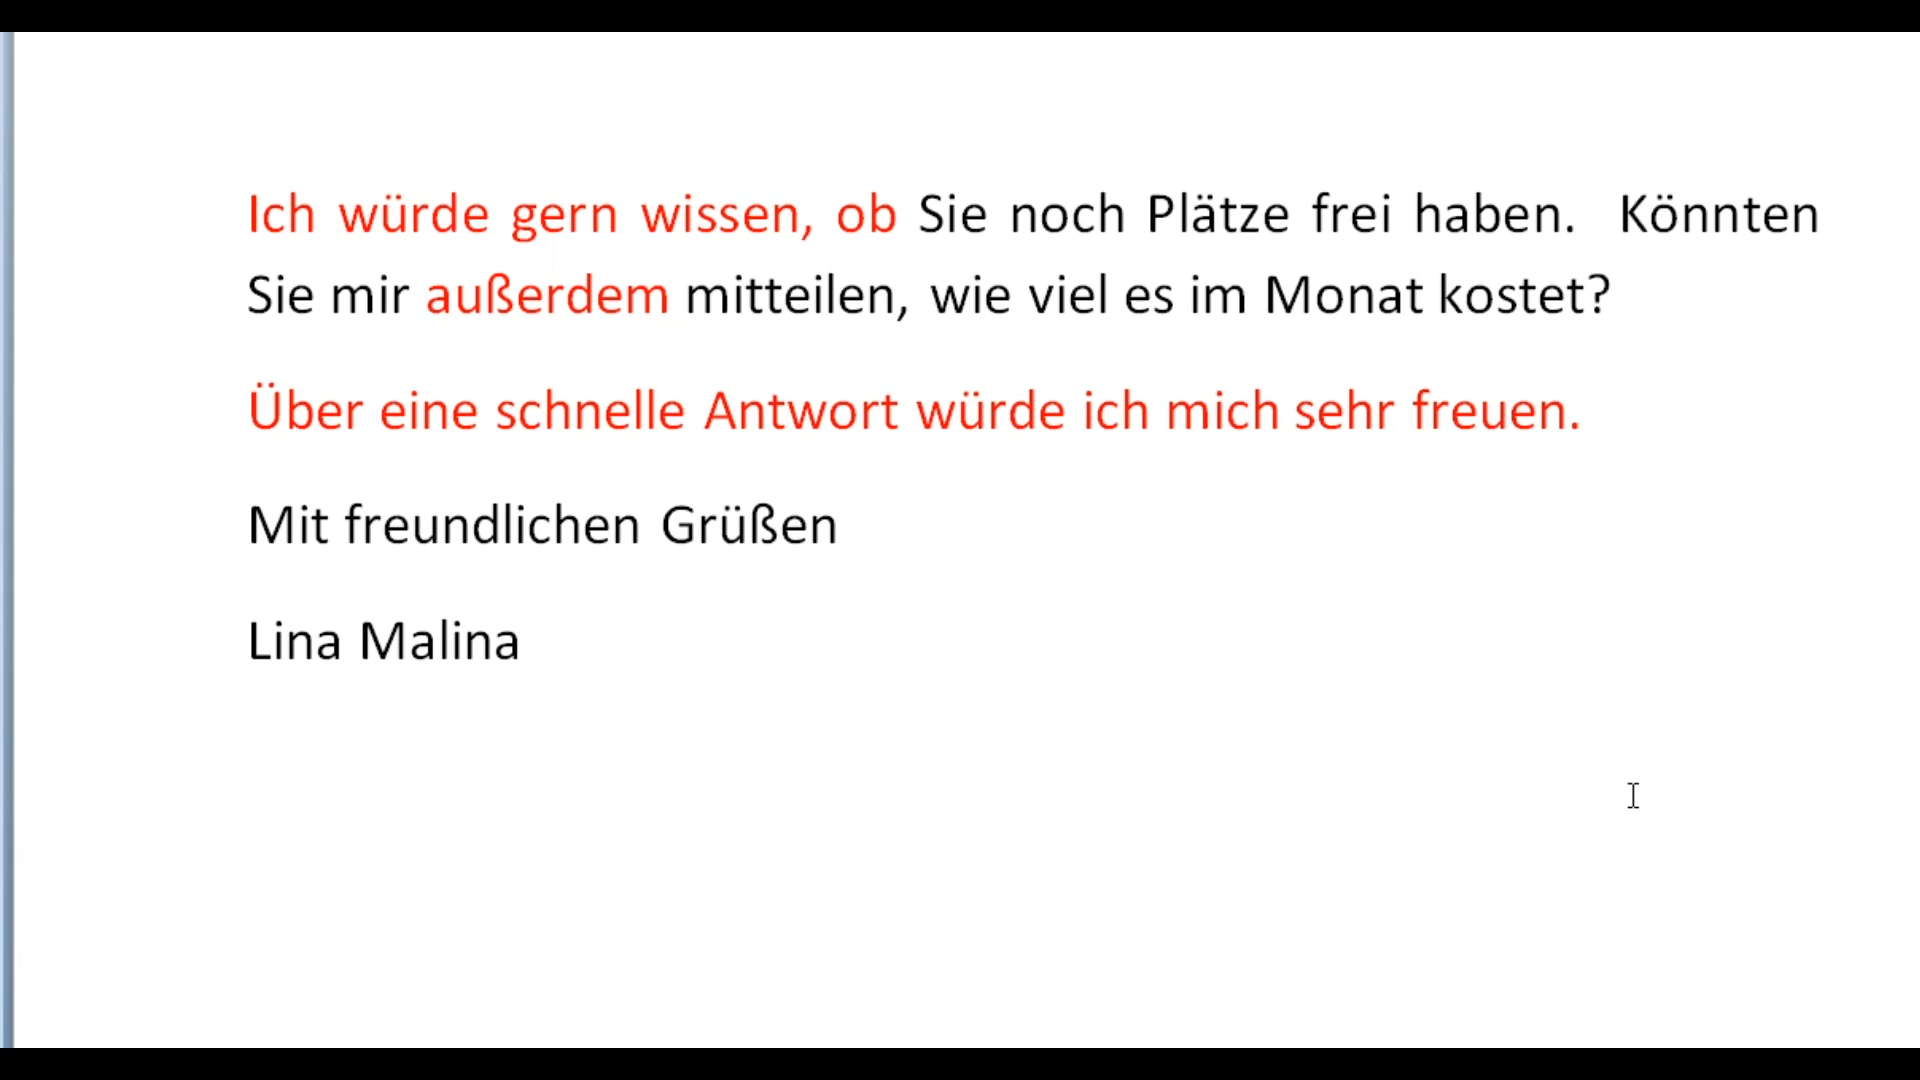 Ich würde gern wissen, ob Sie noch Plätze frei haben. Könnten
Sie mir außerdem mitteilen, wie viel es im Monat kostet?
Über eine schnelle Antwort würde ich mich sehr freuen.
Mit freundlichen Grüßen
Lina Malina